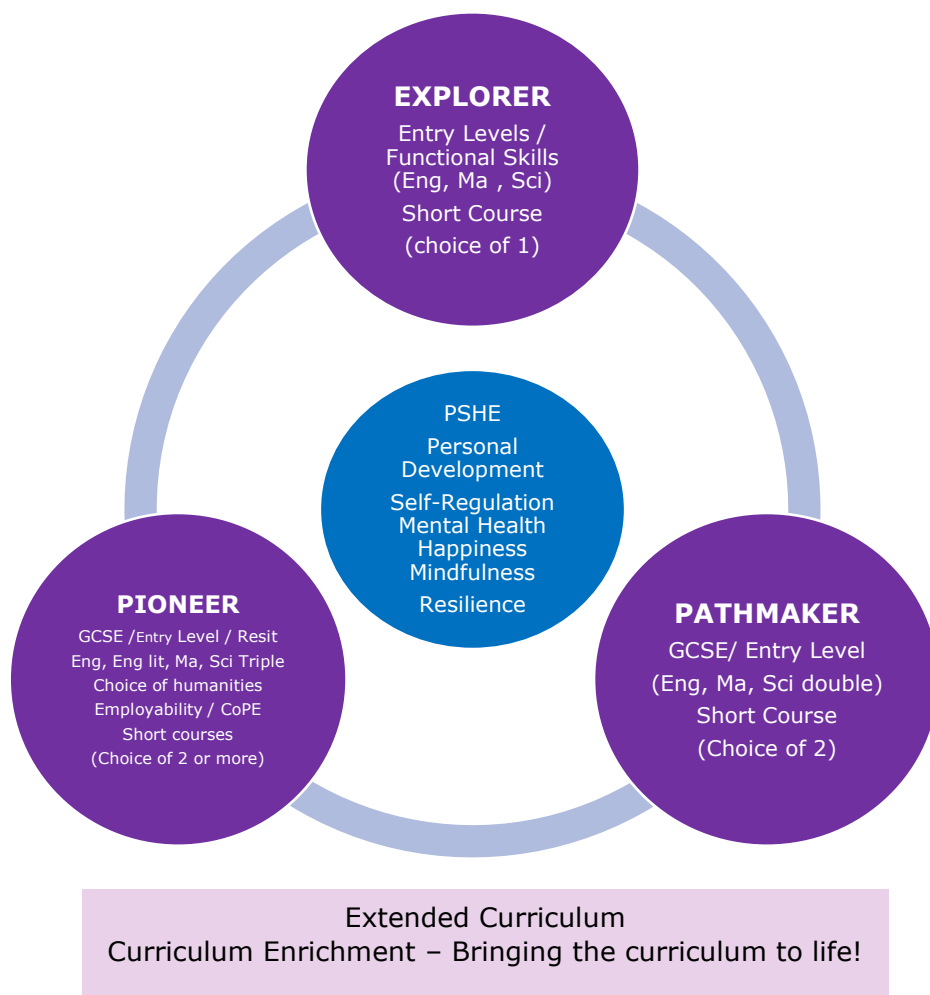 EXPLORER
Entry Levels /
Functional Skills
(Eng, Ma , Sci)
Short Course
(choice of 1)
PSHE
Personal
Development
Self-Regulation
Mental Health
Happiness
Mindfulness
Resilience
PIONEER
GCSE /Entry Level / Resit
Eng, Eng lit, Ma, Sci Triple
Choice of humanities
Employability / CoPE
Short courses
(Choice of 2 or more)
PATHMAKER
GCSE/ Entry Level
(Eng, Ma, Sci double)
Short Course
(Choice of 2)
Extended Curriculum
Curriculum Enrichment – Bringing the curriculum to life!